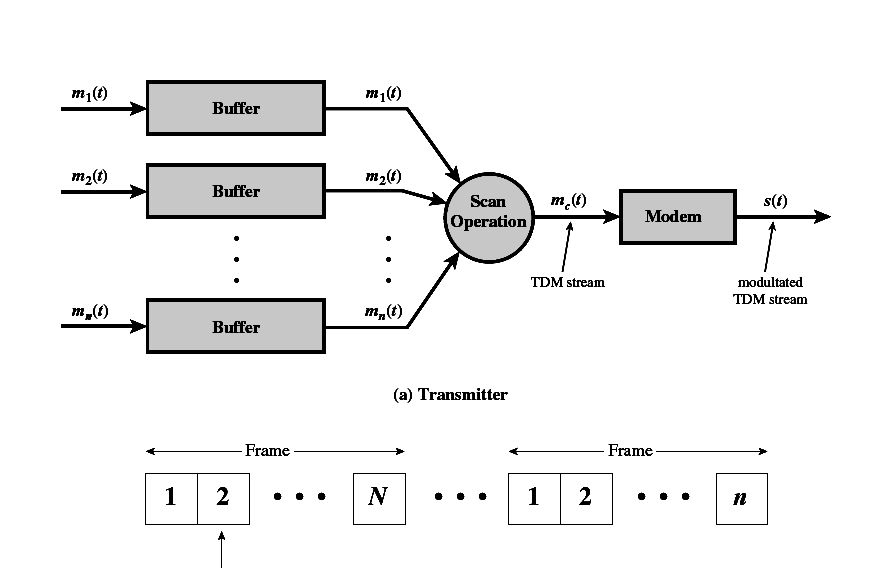 m1(t) Buffer m1(t)
m2(t) Buffer m2(t)
Scan
Operation
mc(t) Modem s(t)
TDM stream
modultated
TDM stream
mn(t) Buffer mn(t)
(a) Transmitter
Frame Frame
1 2 • • • N • • • 1 2 • • • n